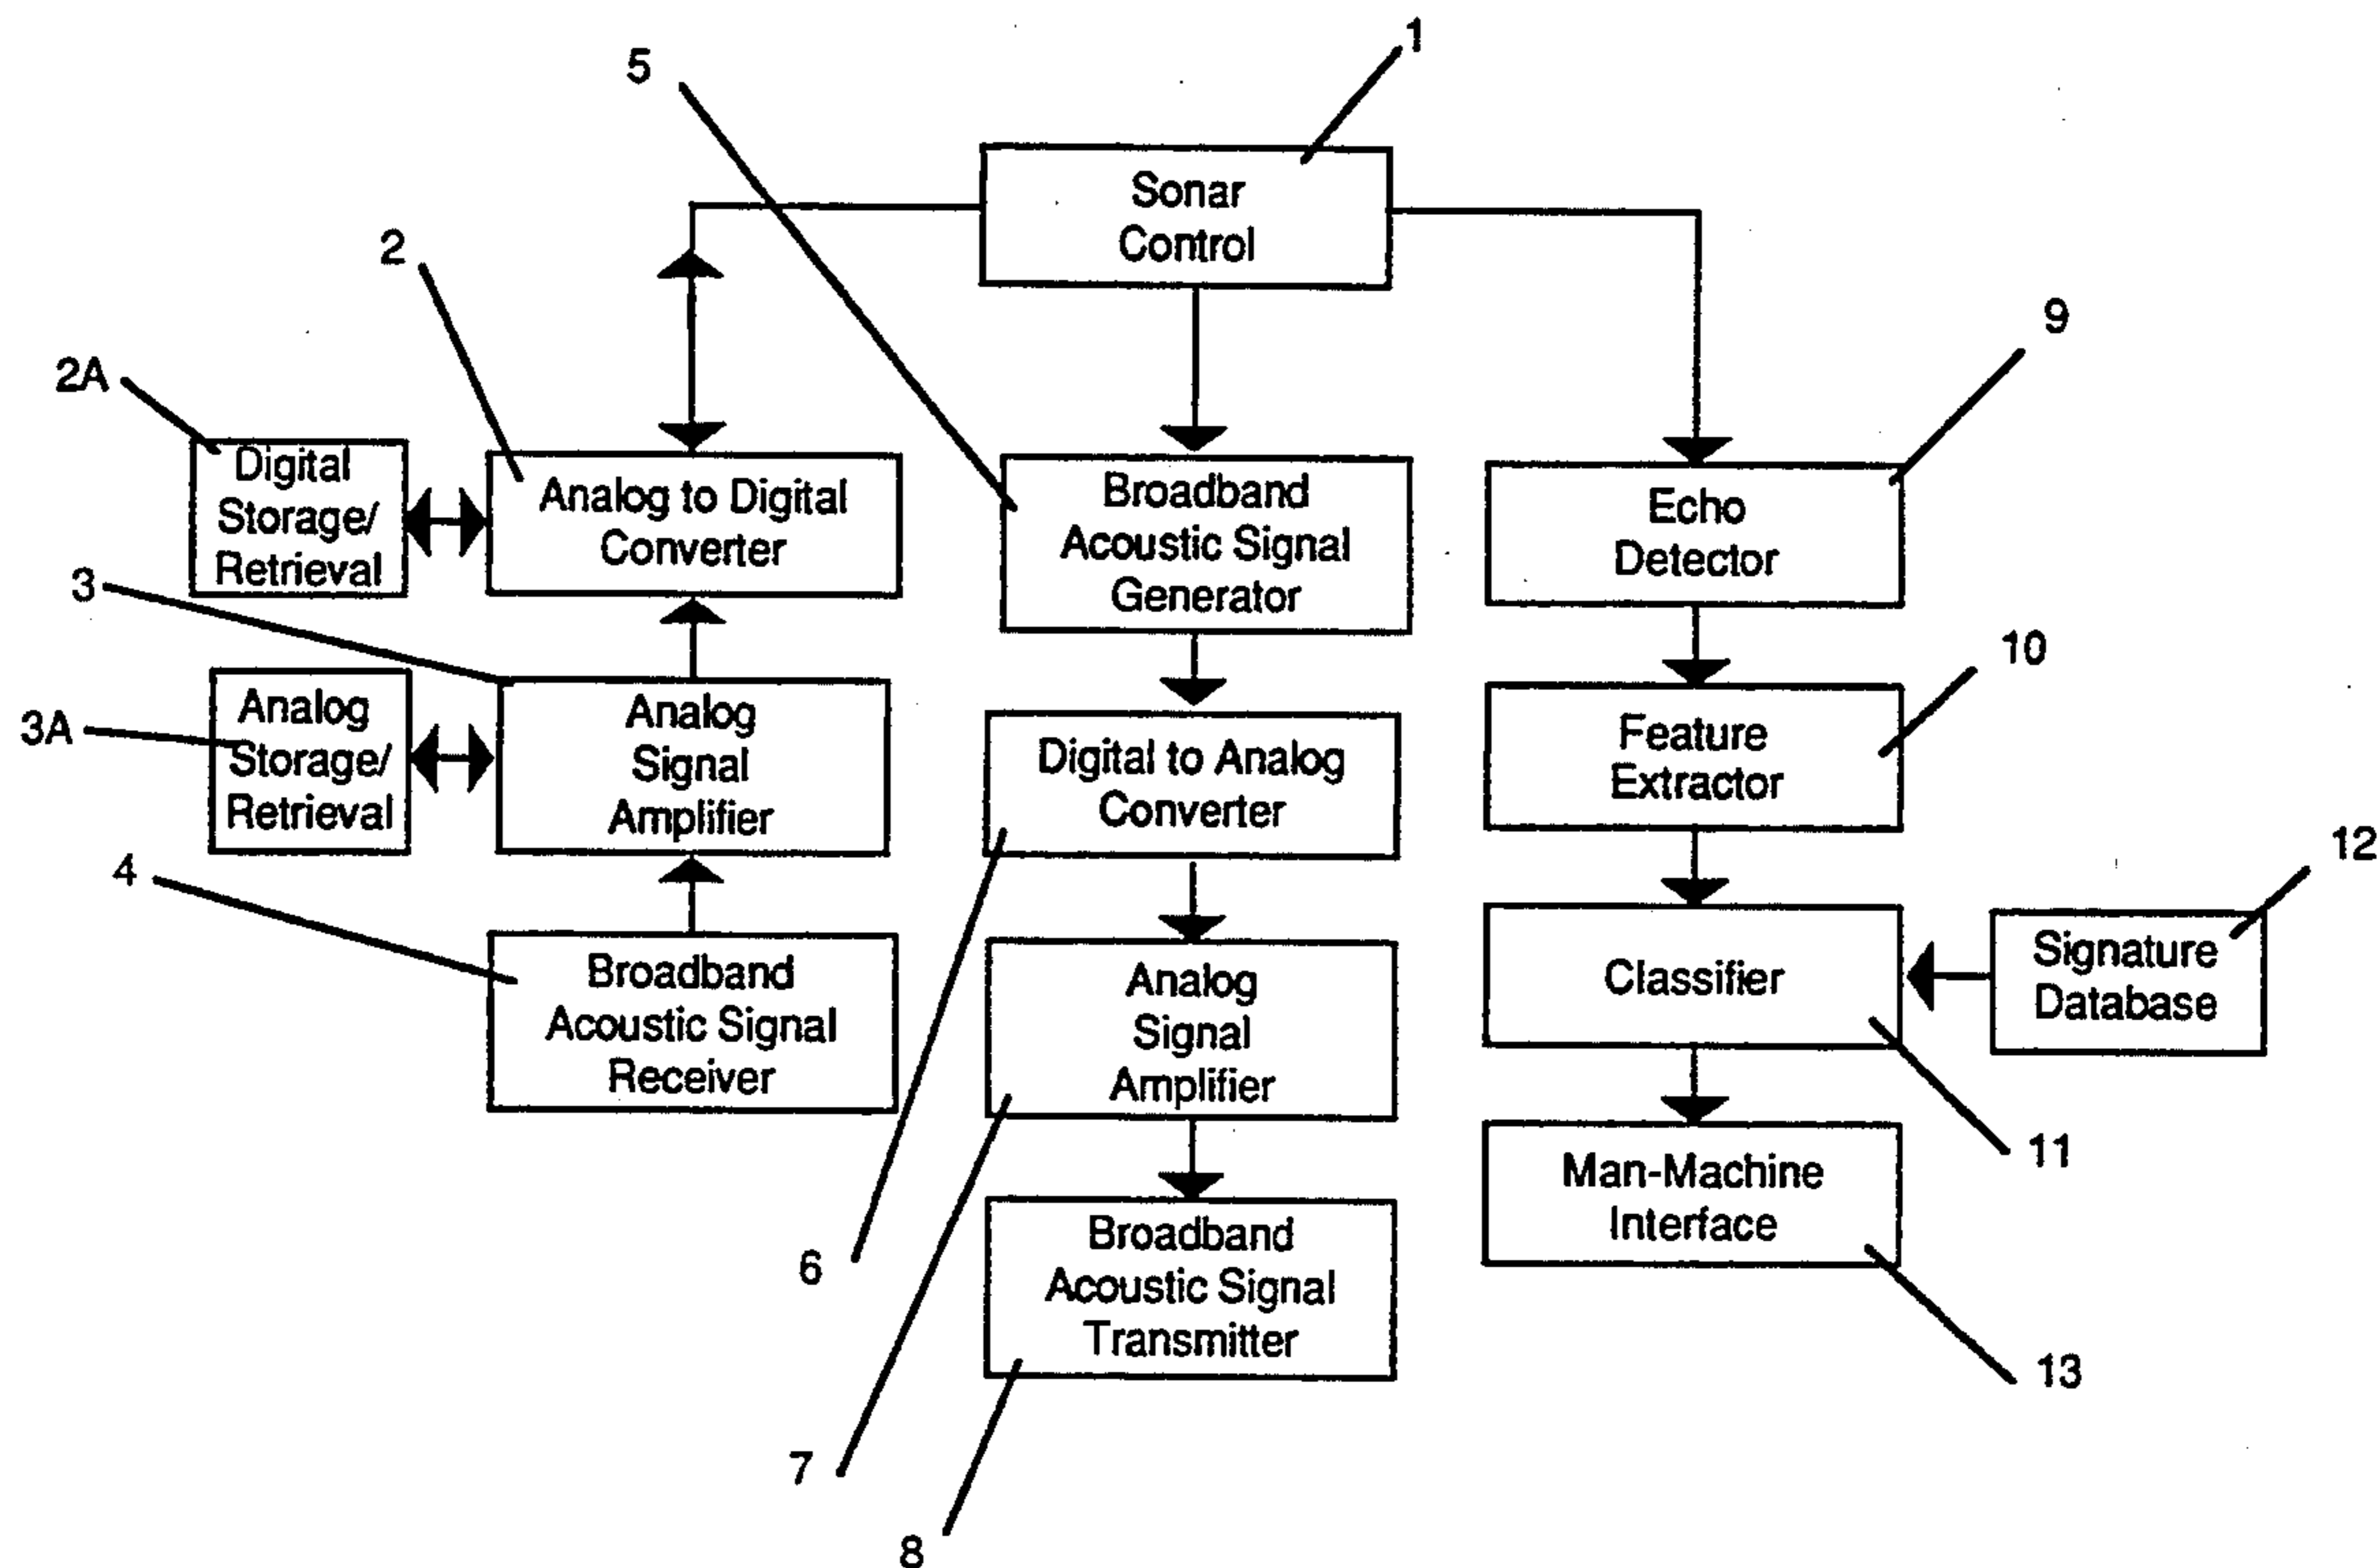 1
5
Sonar
Control
2
9
2A
Digital
Storage/
Retrieval
Analog to Digital
Converter
Broadband
Acoustic Signal
Generator
Echo
Detector
3
10
3A
Analog
Storage/
Retrieval
Analog
Signal
Amplifier
Digital to Analog
Converter
Feature
Extractor
4
12
Broadband
Acoustic Signal
Receiver
Analog
Signal
Amplifier
Classifier
Signature
Database
11
Man-Machine
Interface
6
Broadband
Acoustic Signal
Transmitter
13
7
8